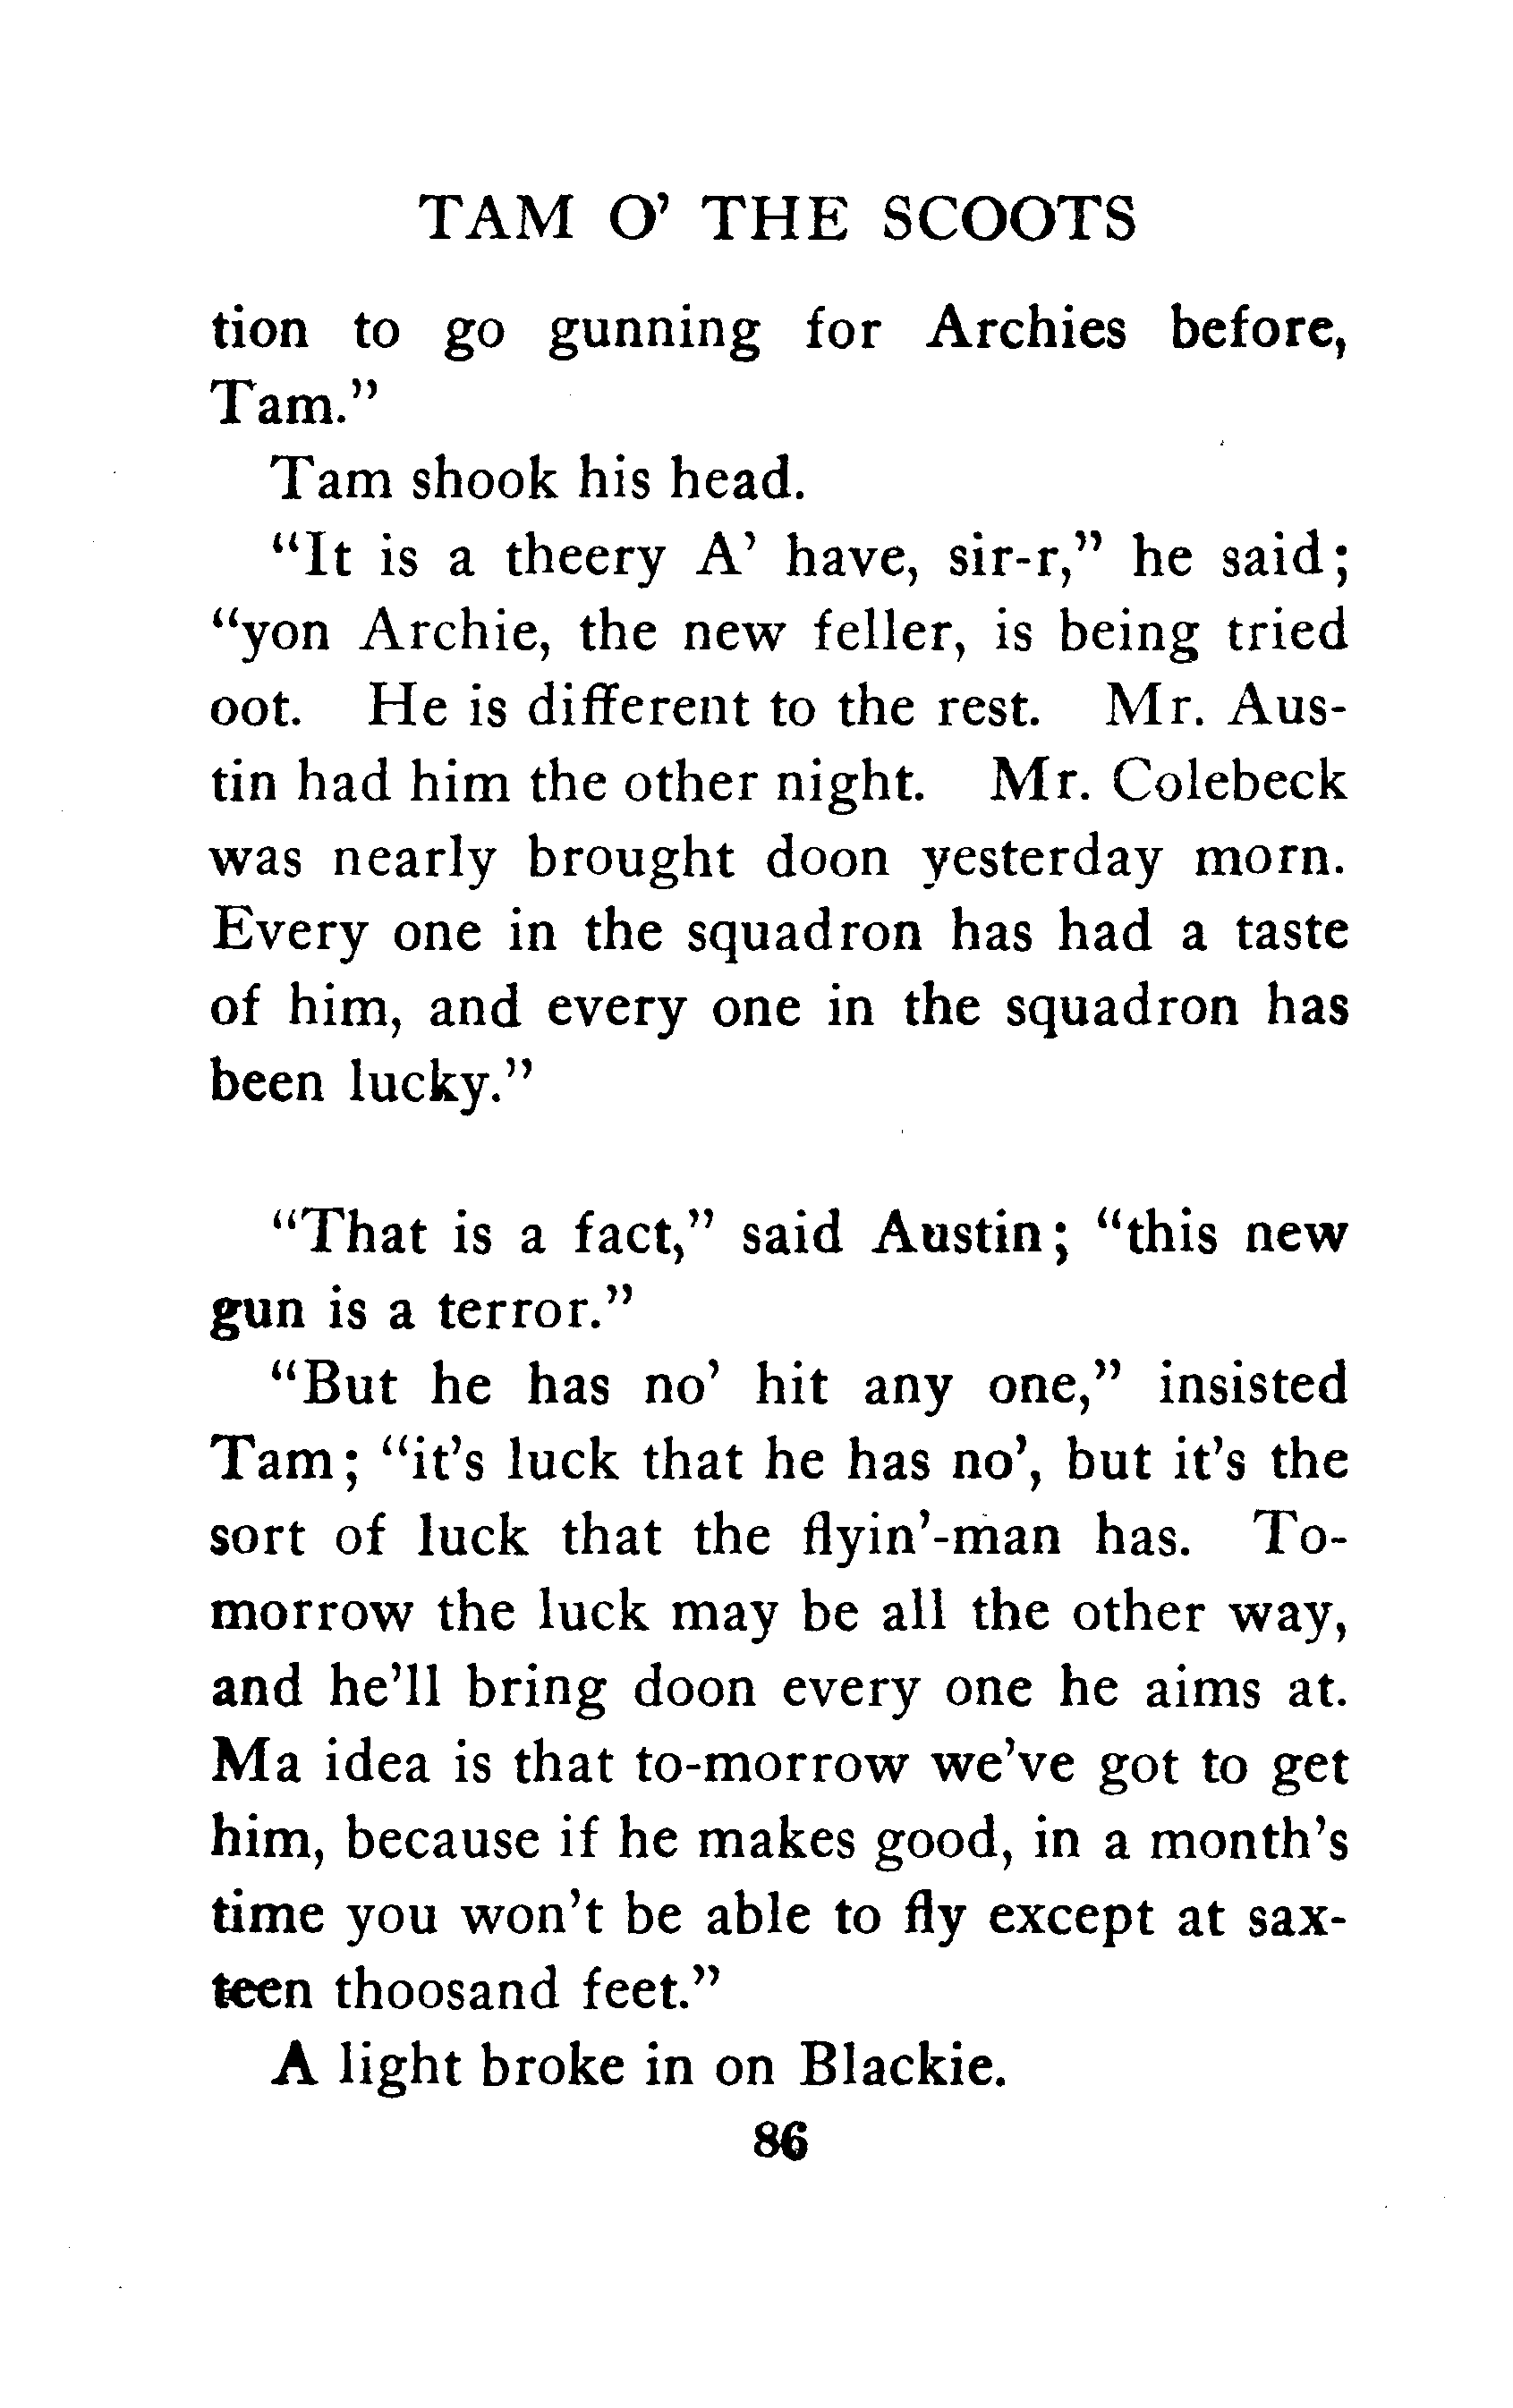 TAM O' THE SCOOTS
tion to go gunning for Archies before,
Tam."
Tam shook his head.
"It is a theery A' have, sir-r," he said;
"yon Archie, the new feller, is being tried
oot. He is different to the rest. Mr. Aus-
tin had him the other night. Mr. Colebeck
was nearly brought doon yesterday morn.
Every one in the squadron has had a taste
of him, and every one in the squadron has
been lucky."
"That is a fact," said Austin; "this new
gun is a terror."
"But he has no' hit any one," insisted
Tam; "it's luck that he has no', but it's the
sort of luck that the flyin'-man has. To-
morrow the luck may be all the other way,
and he'll bring doon every one he aims at.
Ma idea is that to-morrow we've got to get
him, because if he makes good, in a month's
time you won't be able to fly except at sax-
teen thoosand feet."
A light broke in on Blackie.
86